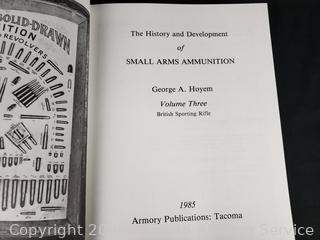 SOLID-DRAWN
REVOLVERS
The History and Development
of
SMALL ARMS AMMUNITION
George A. Hoyem
Volume Three
British Sporting Rifle
1985
Armory Publications: Tacoma
Copyright 20
Service